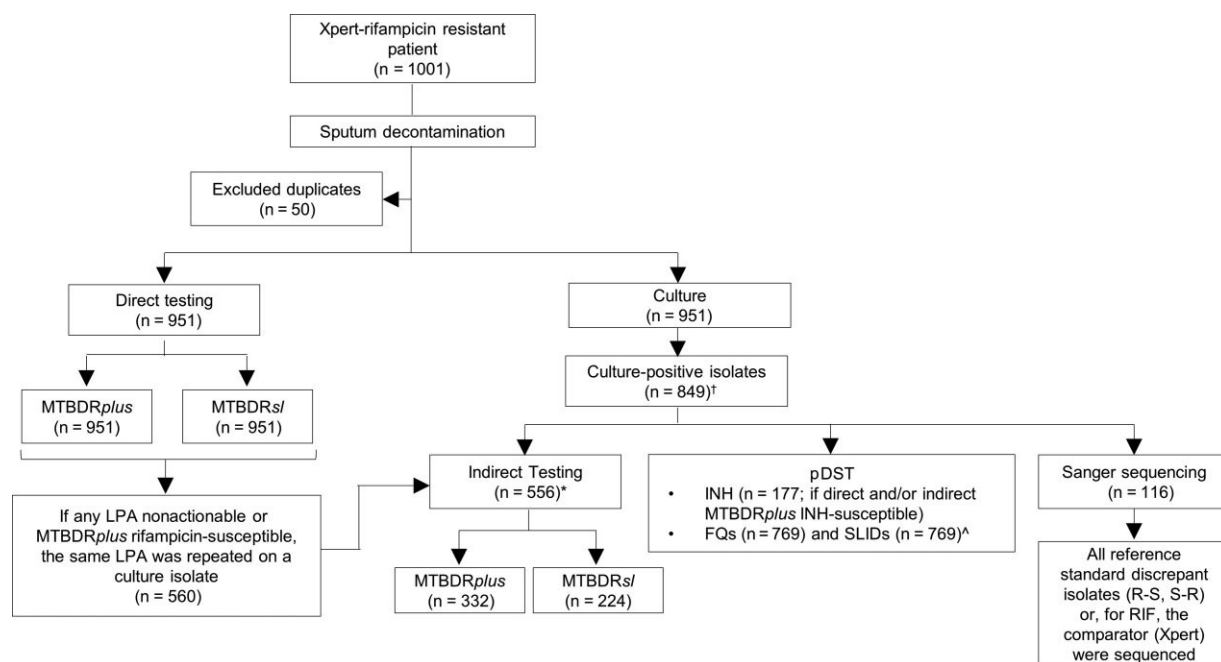 Xpert-rifampicin resistant
patient
(n = 1001)
Sputum decontamination
Excluded duplicates
(n = 50)
Direct testing
(n = 951)
Culture
(n = 951)
Culture-positive isolates
(n = 849)†
MTBDRplus
(n = 951)
MTBDRsl
(n = 951)
Indirect Testing
(n = 556)*
pDST
• INH (n = 177; if direct and/or indirect
MTBDRplus INH-susceptible)
• FQs (n = 769) and SLIDs (n = 769)^
Sanger sequencing
(n = 116)
If any LPA nonactionable or
MTBDRplus rifampicin-susceptible,
the same LPA was repeated on a
culture isolate
(n = 560)
MTBDRplus
(n = 332)
MTBDRsl
(n = 224)
All reference
standard discrepant
isolates (R-S, S-R)
or, for RIF, the
comparator (Xpert)
were sequenced